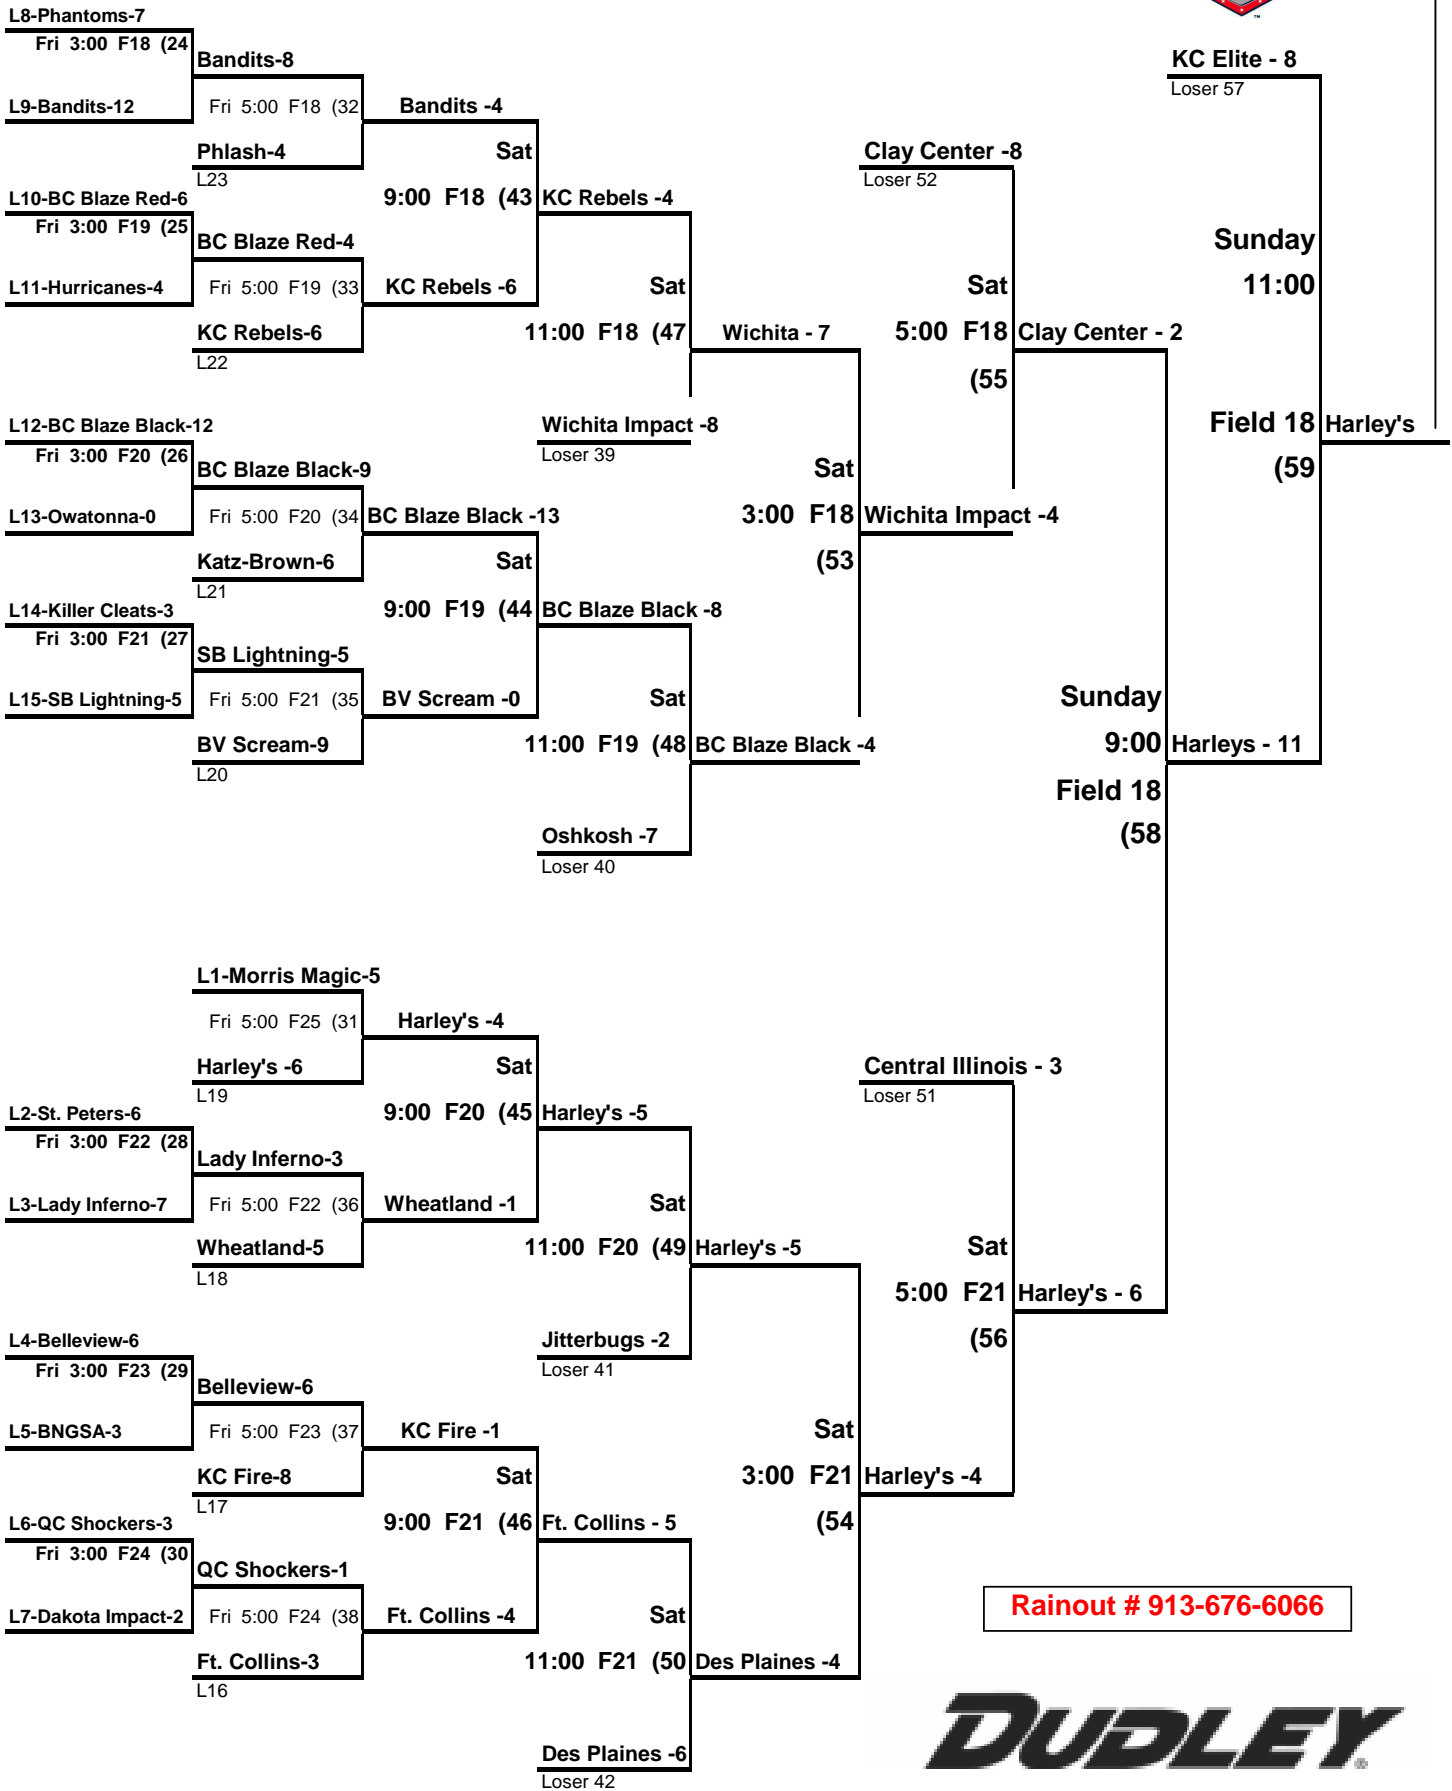 L8-Phantoms-7
Fri 3:00 F18 (24
Bandits-8
KC Elite - 8
Loser 57
L9-Bandits-12
Fri 5:00 F18 (32
Bandits -4
Phlash-4
Sat
Clay Center -8
L23
Loser 52
L10-BC Blaze Red-6
9:00 F18 (43
KC Rebels -4
Fri 3:00 F19 (25
BC Blaze Red-4
Sunday
L11-Hurricanes-4
Fri 5:00 F19 (33
KC Rebels -6
Sat
Sat
11:00
KC Rebels-6
11:00 F18 (47
Wichita - 7
5:00 F18
Clay Center - 2
L22
(55
L12-BC Blaze Black-12
Wichita Impact -8
Field 18
Harley's
Fri 3:00 F20 (26
Loser 39
BC Blaze Black-9
Sat
(59
L13-Owatonna-0
Fri 5:00 F20 (34
BC Blaze Black -13
3:00 F18
Wichita Impact -4
Katz-Brown-6
Sat
(53
L21
L14-Killer Cleats-3
9:00 F19 (44
BC Blaze Black -8
Fri 3:00 F21 (27
SB Lightning-5
L15-SB Lightning-5
Fri 5:00 F21 (35
BV Scream -0
Sat
Sunday
BV Scream-9
11:00 F19 (48
BC Blaze Black -4
9:00
Harleys - 11
L20
Field 18
Oshkosh -7
(58
Loser 40
L1-Morris Magic-5
Fri 5:00 F25 (31
Harley's -4
Harley's -6
Sat
Central Illinois - 3
L19
Loser 51
L2-St. Peters-6
9:00 F20 (45
Harley's -5
Fri 3:00 F22 (28
Lady Inferno-3
L3-Lady Inferno-7
Fri 5:00 F22 (36
Wheatland -1
Sat
Wheatland-5
11:00 F20 (49
Harley's -5
Sat
L18
5:00 F21
Harley's - 6
L4-Belleview-6
Jitterbugs -2
(56
Fri 3:00 F23 (29
Loser 41
Belleview-6
L5-BNGSA-3
Fri 5:00 F23 (37
KC Fire -1
Sat
KC Fire-8
Sat
3:00 F21
Harley's -4
L17
L6-QC Shockers-3
9:00 F21 (46
Ft. Collins - 5
(54
Fri 3:00 F24 (30
QC Shockers-1
L7-Dakota Impact-2
Fri 5:00 F24 (38
Ft. Collins -4
Sat
Rainout # 913-676-6066
Ft. Collins-3
11:00 F21 (50
Des Plaines -4
L16
DUDLEY®
Des Plaines -6
Loser 42